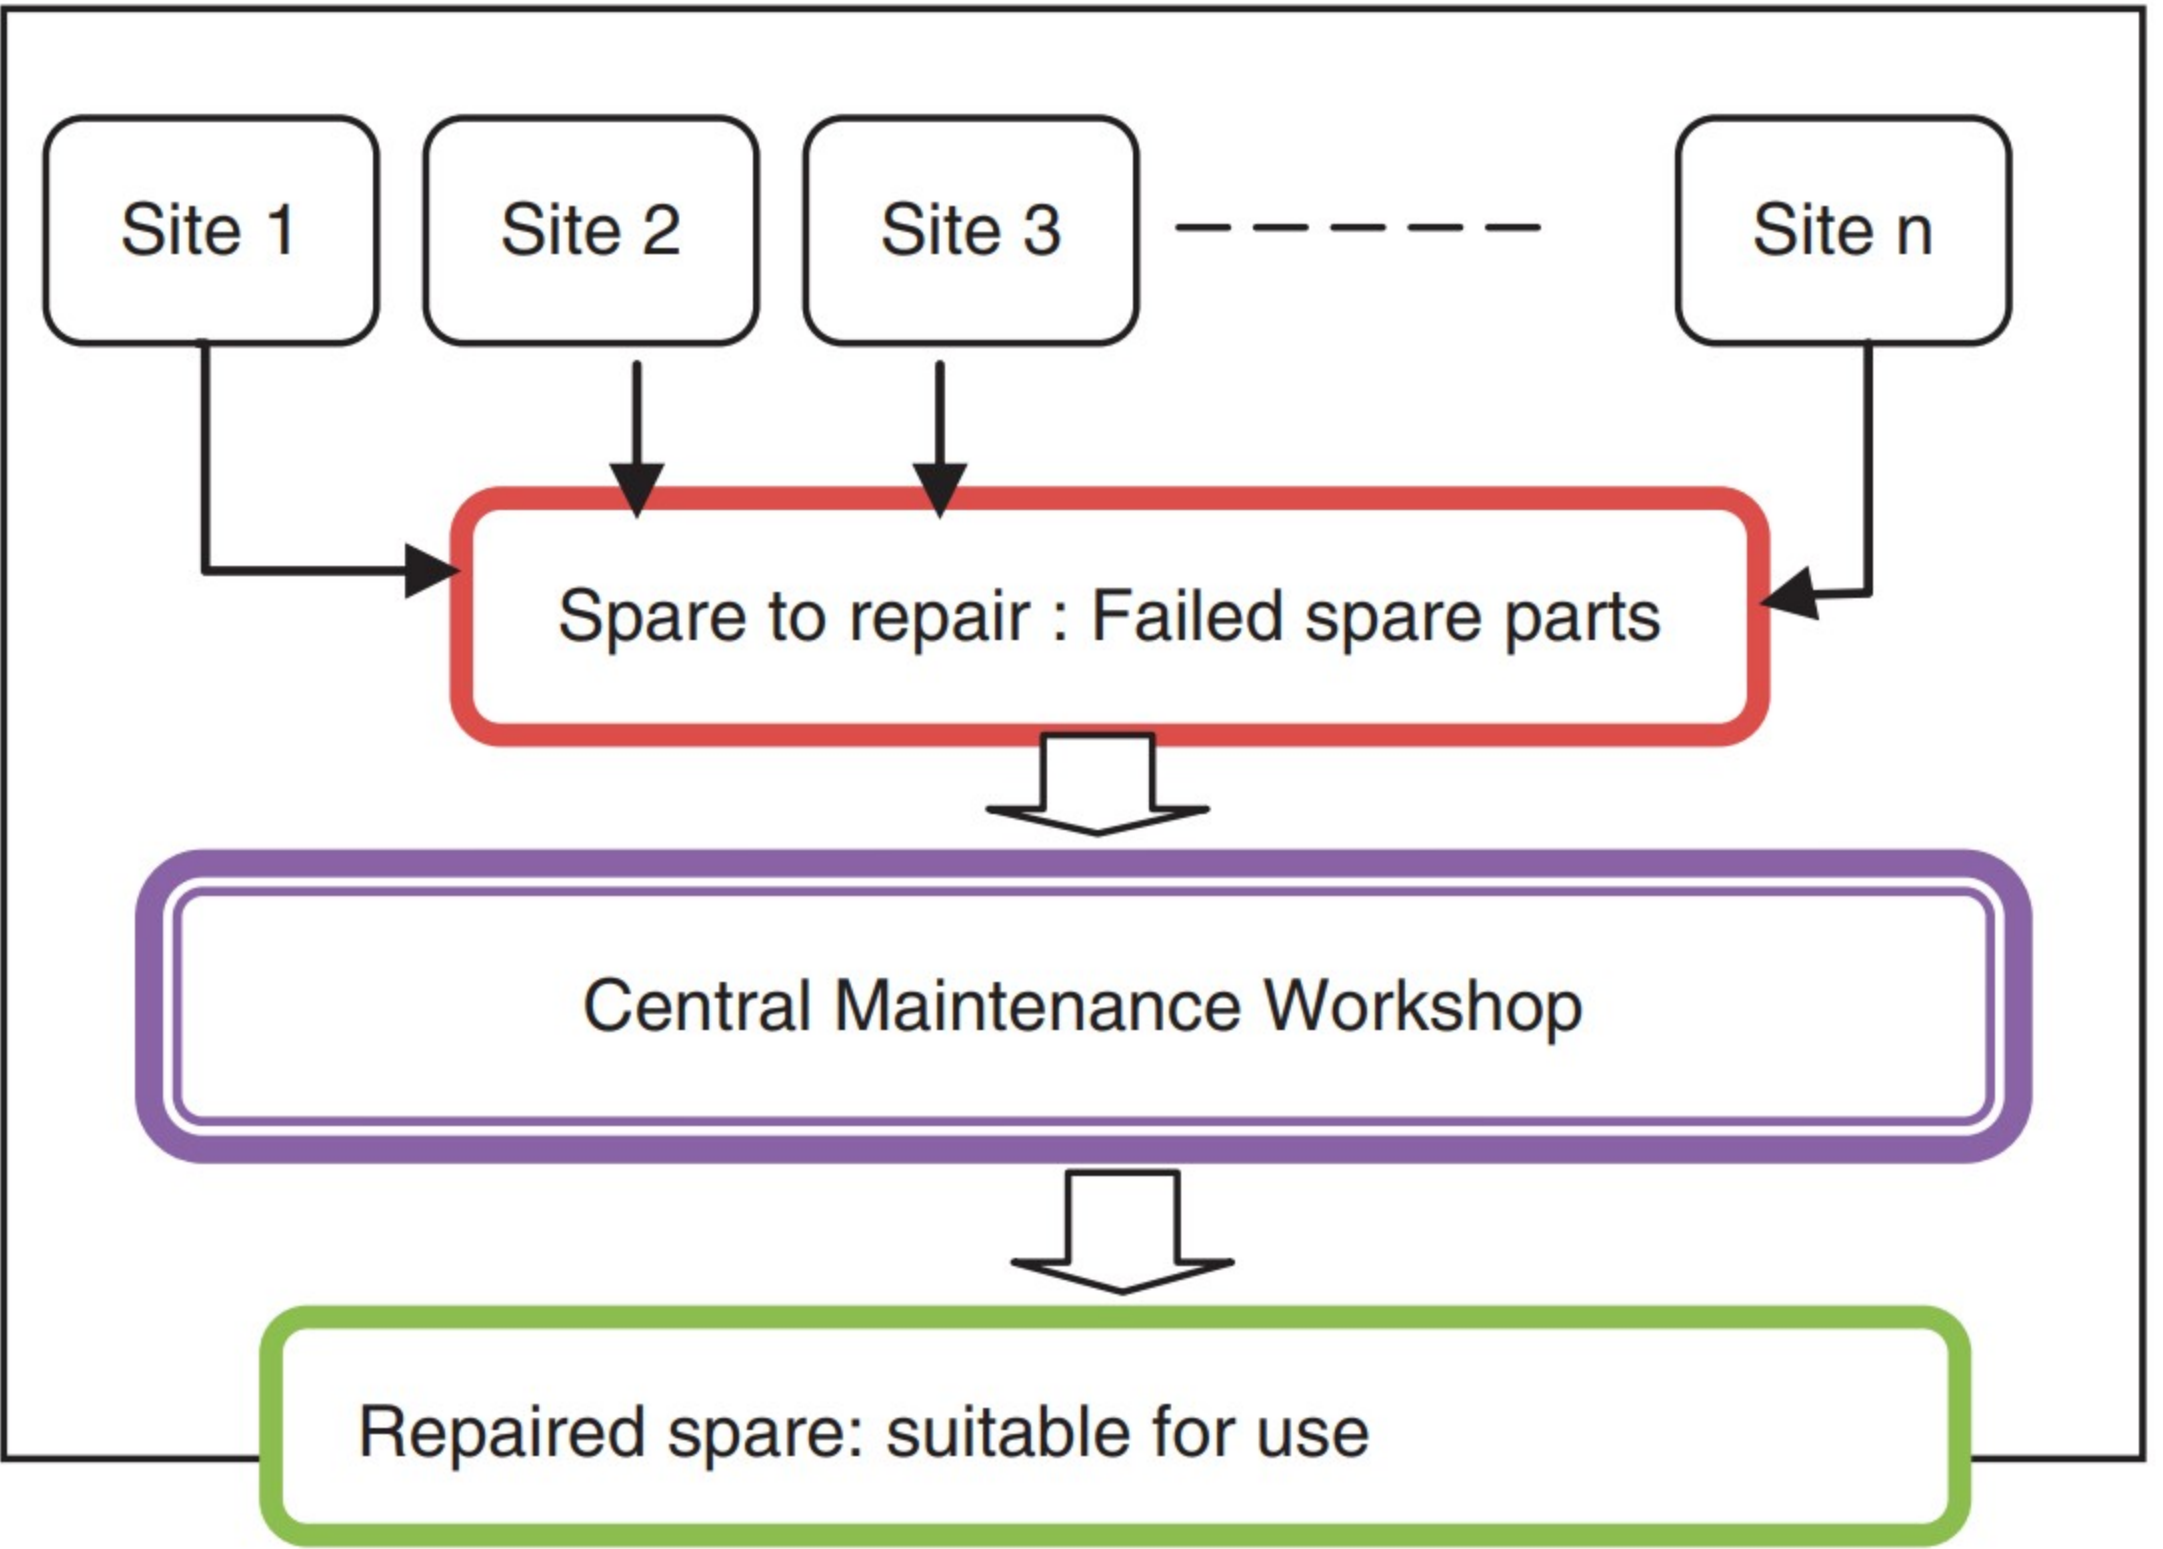 Site 1
Site 2
Site 3
Site n
Spare to repair : Failed spare parts
Central Maintenance Workshop
Repaired spare: suitable for use